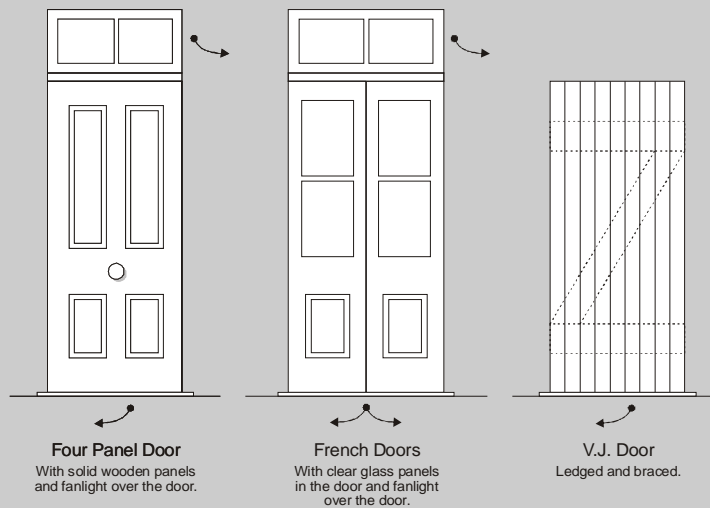 Four Panel Door
With solid wooden panels
and fanlight over the door.
French Doors
With clear glass panels
in the door and fanlight
over the door.
V.J. Door
Ledged and braced.